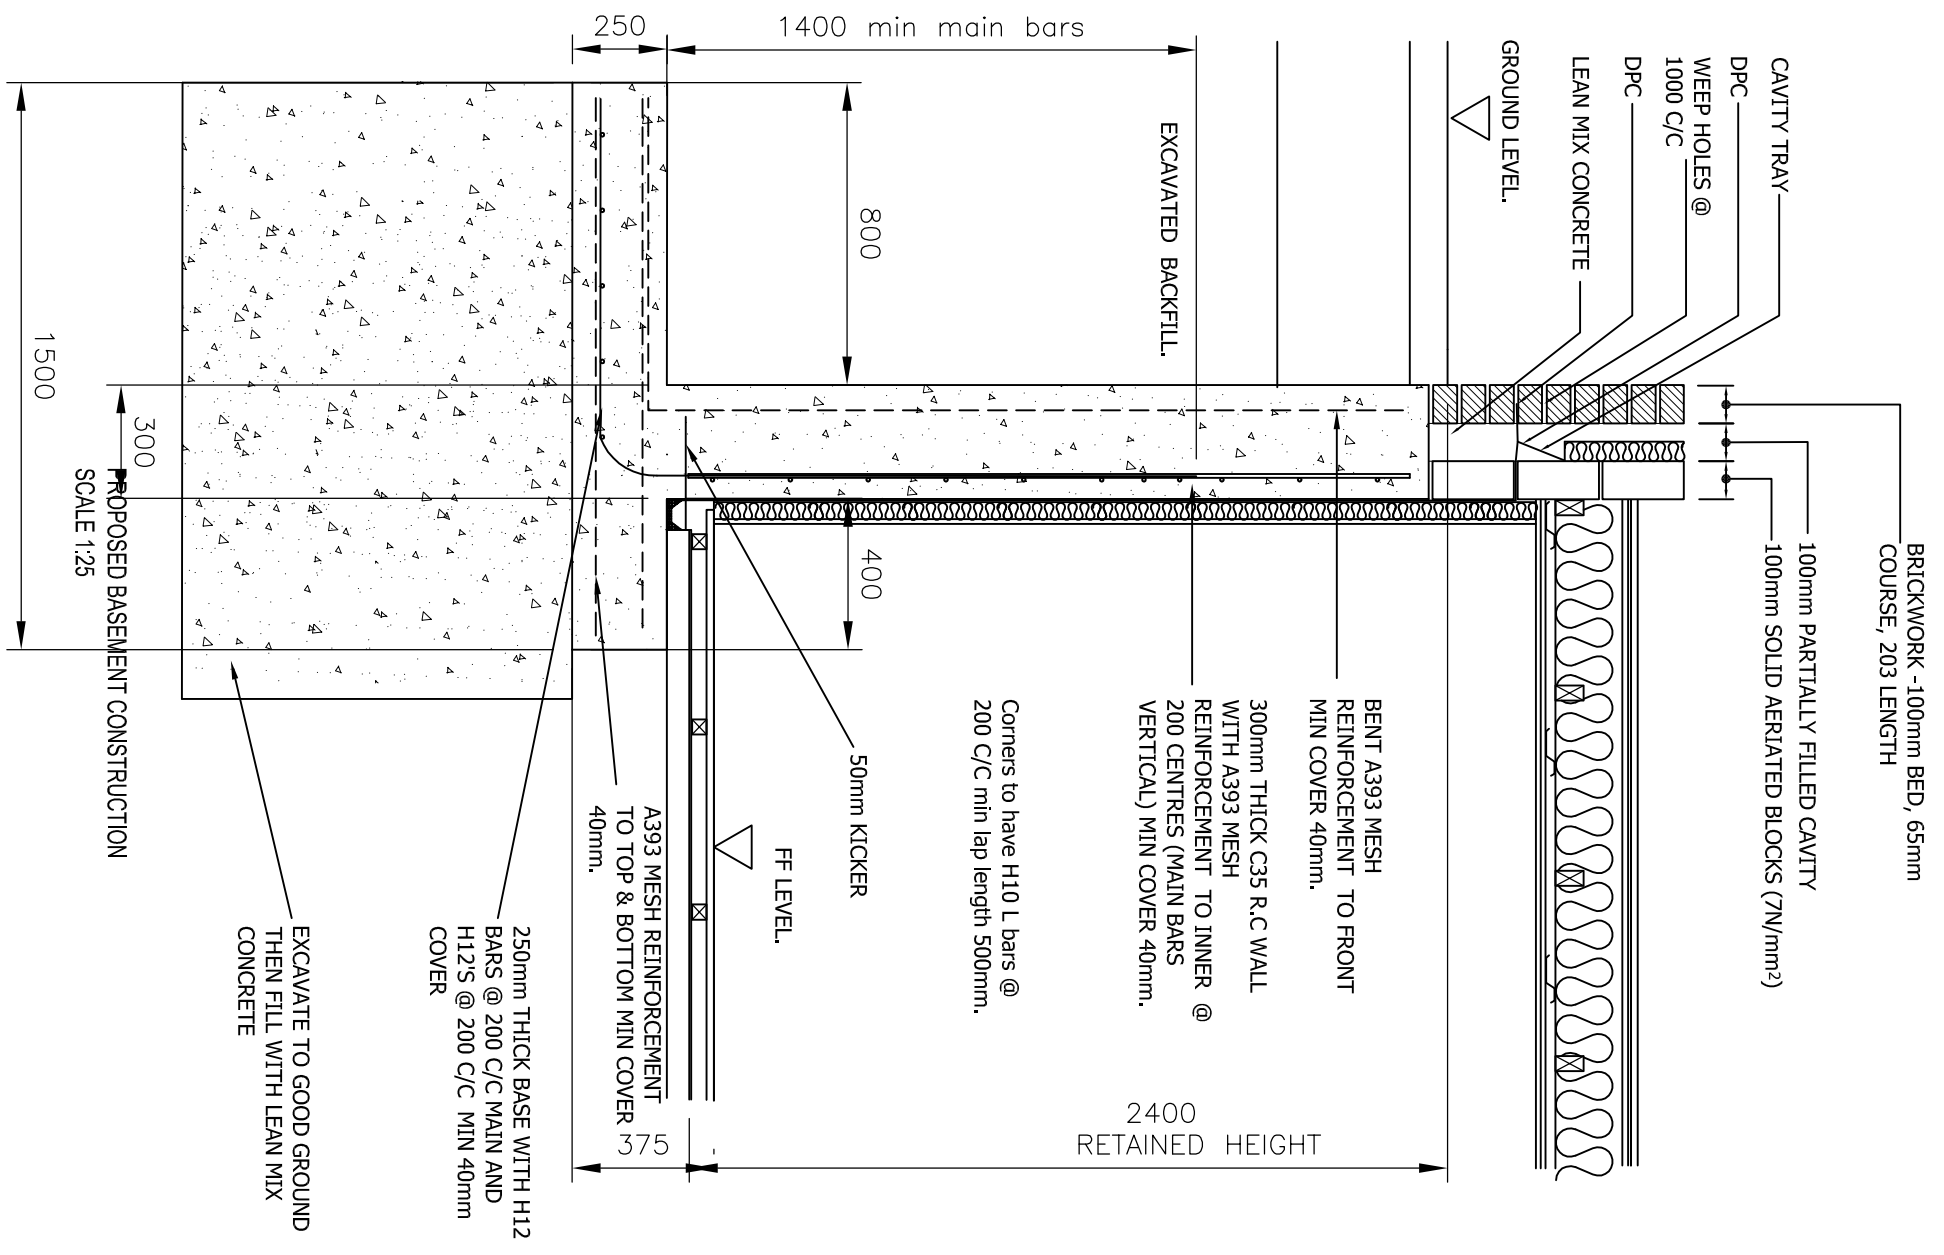 CAVITY TRAY
DPC
WEEP HOLES @
1000 C/C
DPC
LEAN MIX CONCRETE
GROUND LEVEL.
EXCAVATED BACKFILL.
BRICKWORK -100mm BED, 65mm
COURSE, 203 LENGTH
100mm PARTIALLY FILLED CAVITY
100mm SOLID AERIATED BLOCKS (7N/mm²)
BENT A393 MESH
REINFORCEMENT TO FRONT
MIN COVER 40mm.
300mm THICK C35 R.C WALL
WITH A393 MESH
REINFORCEMENT TO INNER @
200 CENTRES (MAIN BARS
VERTICAL) MIN COVER 40mm.
Corners to have H10 L bars @
200 C/C min lap length 500mm.
50mm KICKER
FF LEVEL.
A393 MESH REINFORCEMENT
TO TOP & BOTTOM MIN COVER
40mm.
250mm THICK BASE WITH H12
BARS @ 200 C/C MAIN AND
H12'S @ 200 C/C MIN 40mm
COVER
EXCAVATE TO GOOD GROUND
THEN FILL WITH LEAN MIX
CONCRETE
250
1400 min main bars
800
400
300
1500
2400
RETAINED HEIGHT
375
PROPOSED BASEMENT CONSTRUCTION
SCALE 1:25